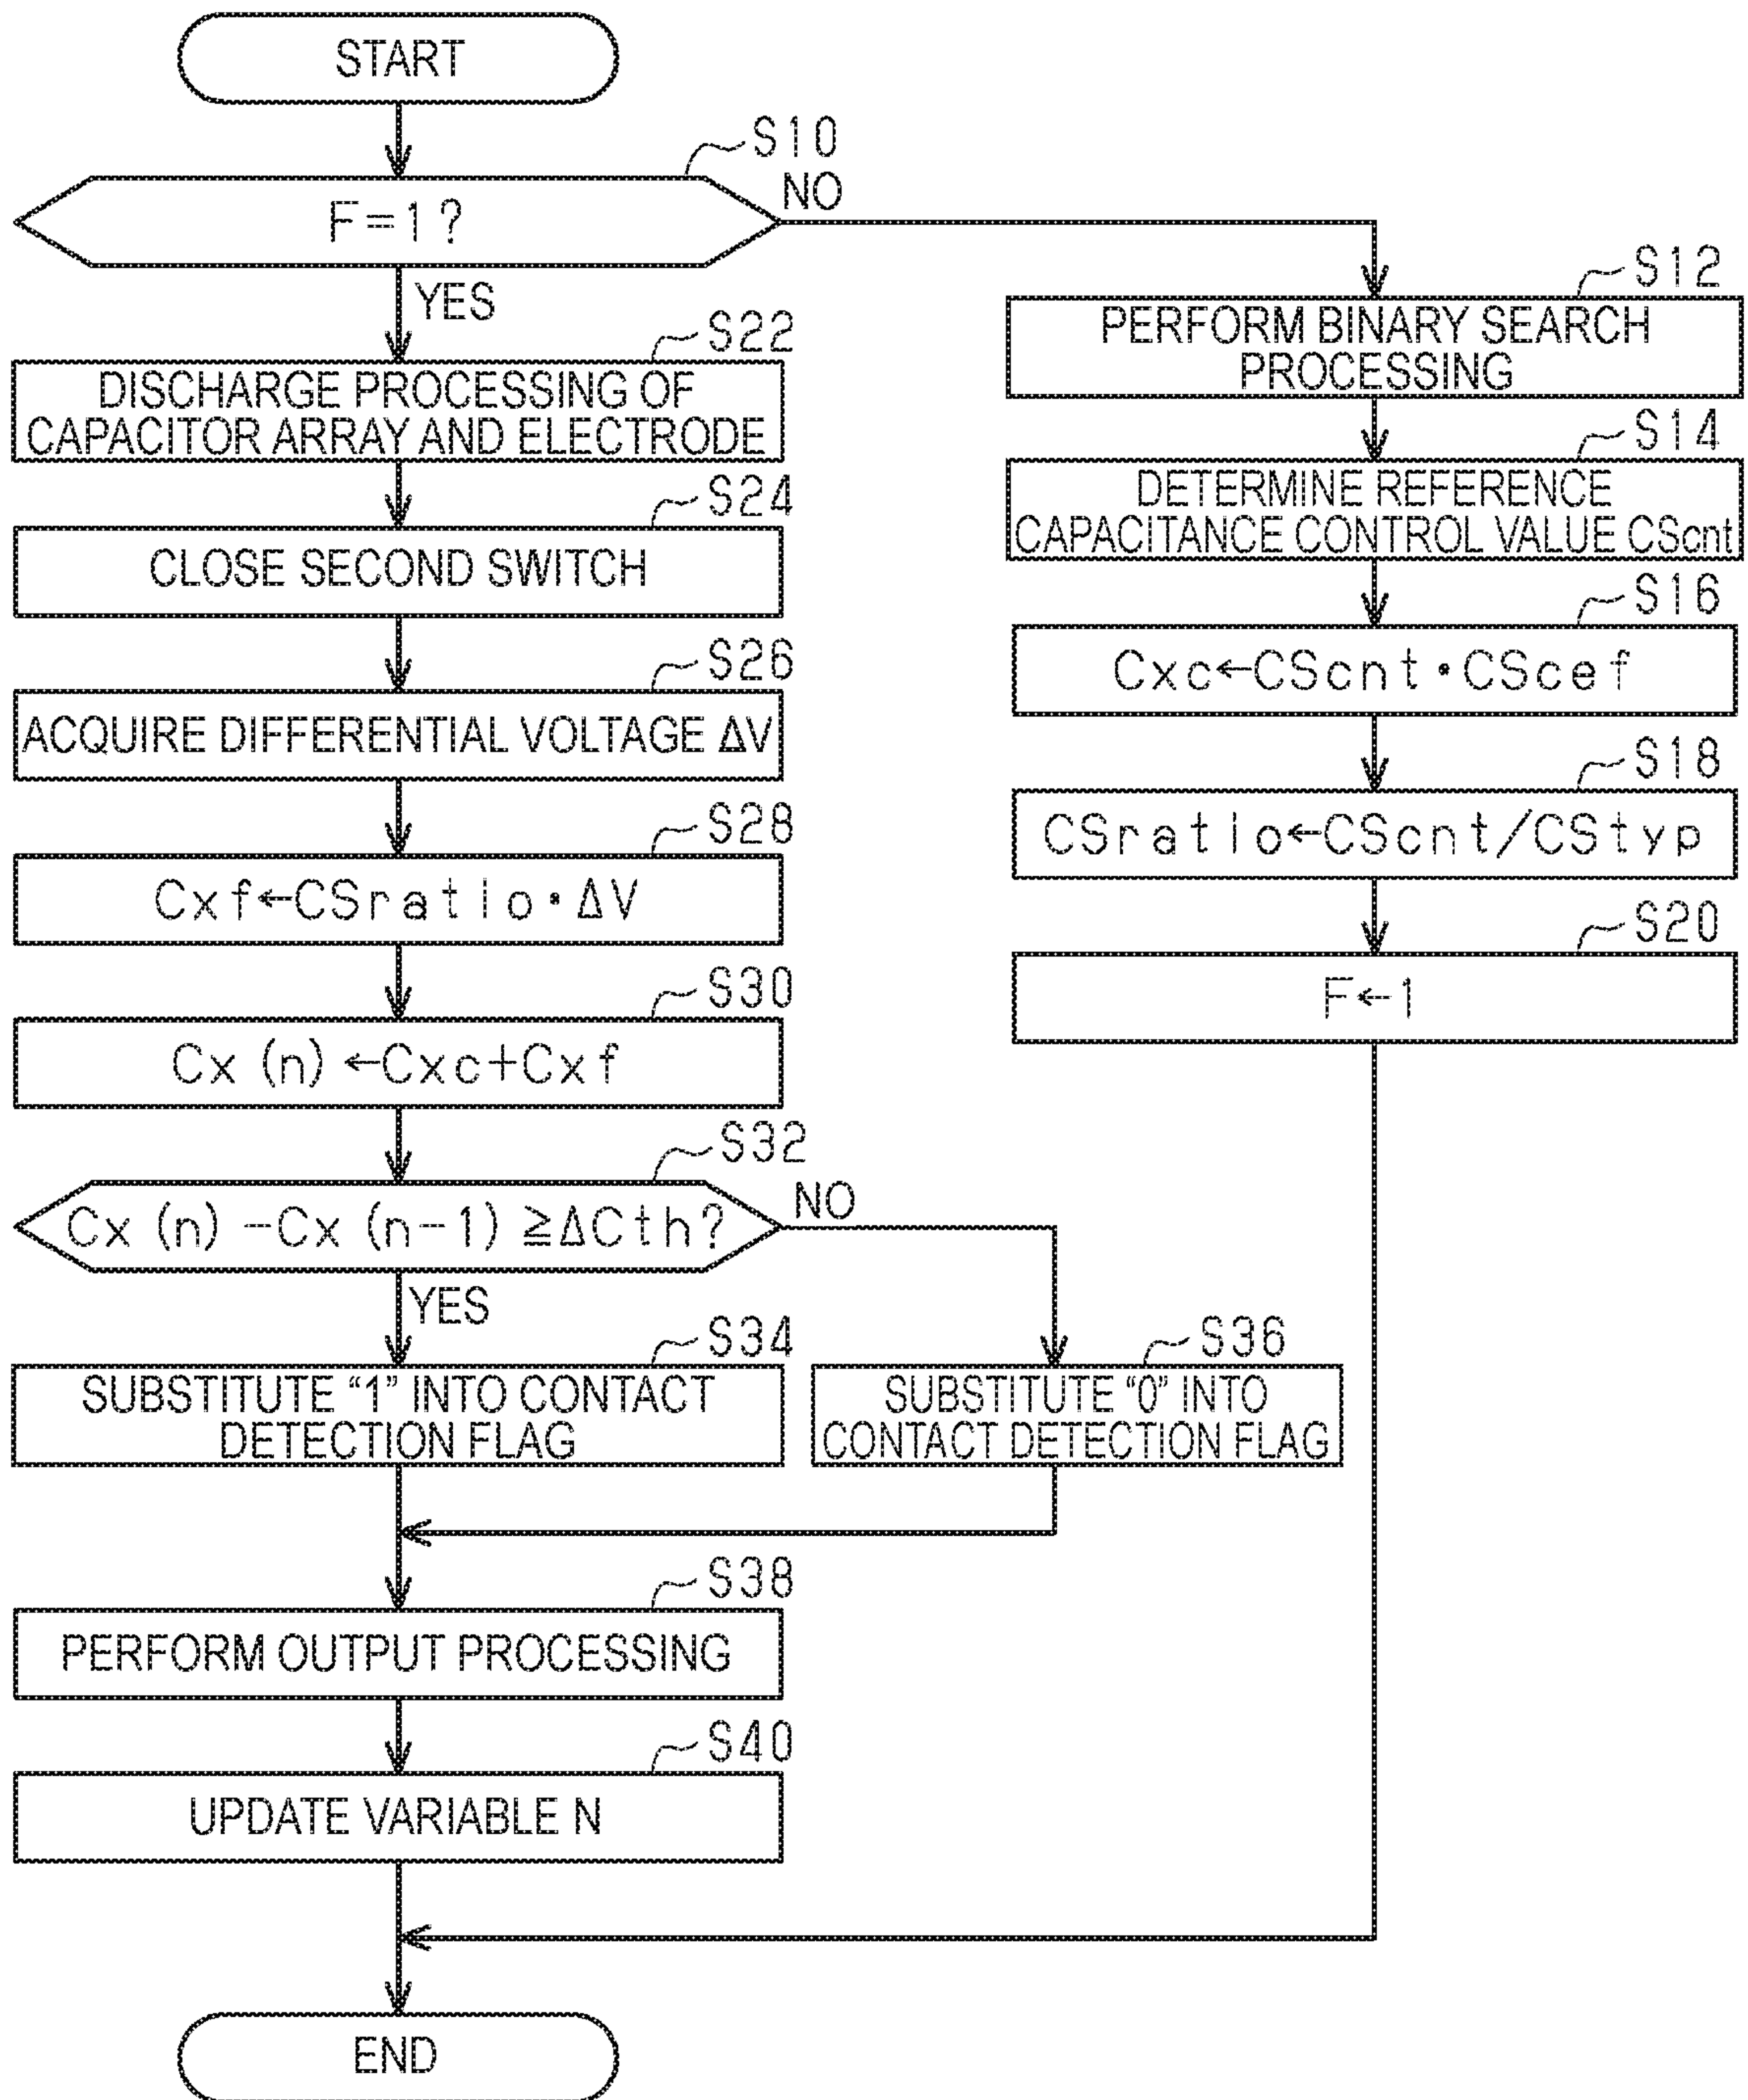 START
S10
F=1?
NO
YES
S22
DISCHARGE PROCESSING OF
CAPACITOR ARRAY AND ELECTRODE
S24
CLOSE SECOND SWITCH
S26
ACQUIRE DIFFERENTIAL VOLTAGE ΔV
S28
Cxf←CSratio•ΔV
S30
Cx(n)←Cxc+Cxf
S32
Cx(n)−Cx(n−1)≧ΔCth?
NO
YES
S34
SUBSTITUTE “1” INTO CONTACT
DETECTION FLAG
S36
SUBSTITUTE “0” INTO
CONTACT DETECTION FLAG
S38
PERFORM OUTPUT PROCESSING
S40
UPDATE VARIABLE N
S12
PERFORM BINARY SEARCH
PROCESSING
S14
DETERMINE REFERENCE
CAPACITANCE CONTROL VALUE CScnt
S16
Cxc←CScnt•CScef
S18
CSratio←CScnt/CStyp
S20
F←1
END